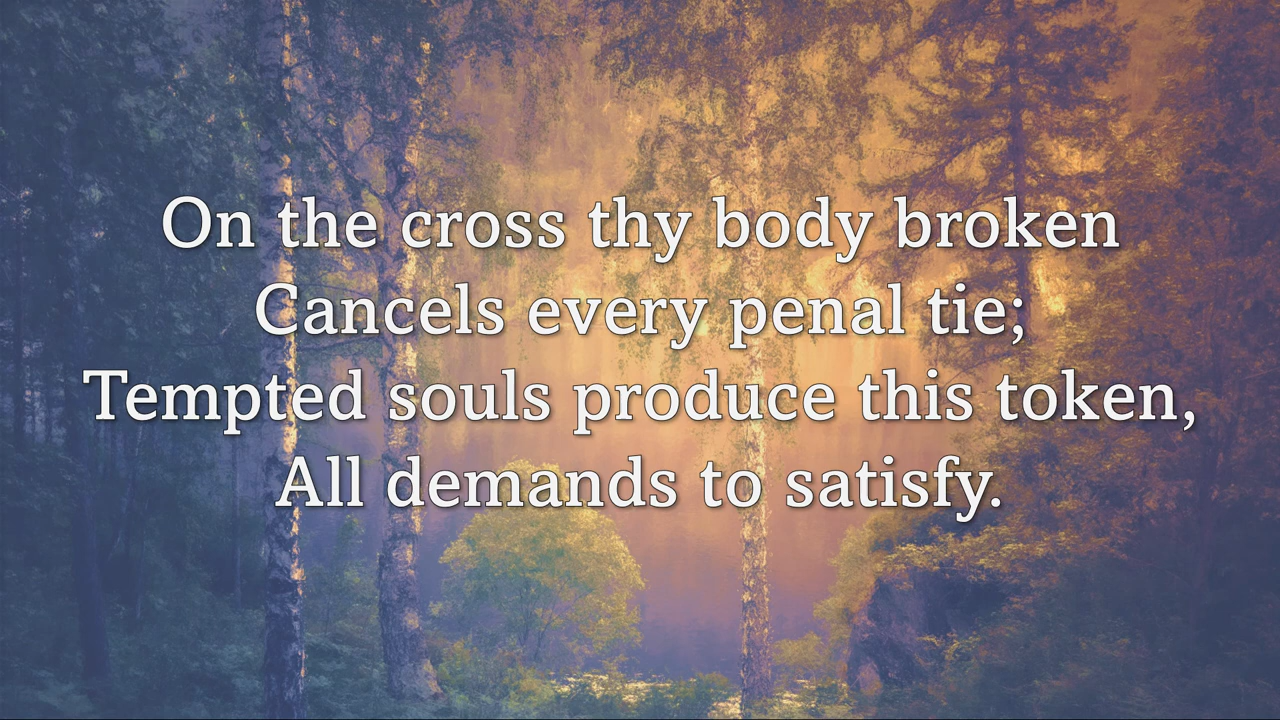 On the cross thy body broken
Cancels every penal tie;
Tempted souls produce this token,
All demands to satisfy.